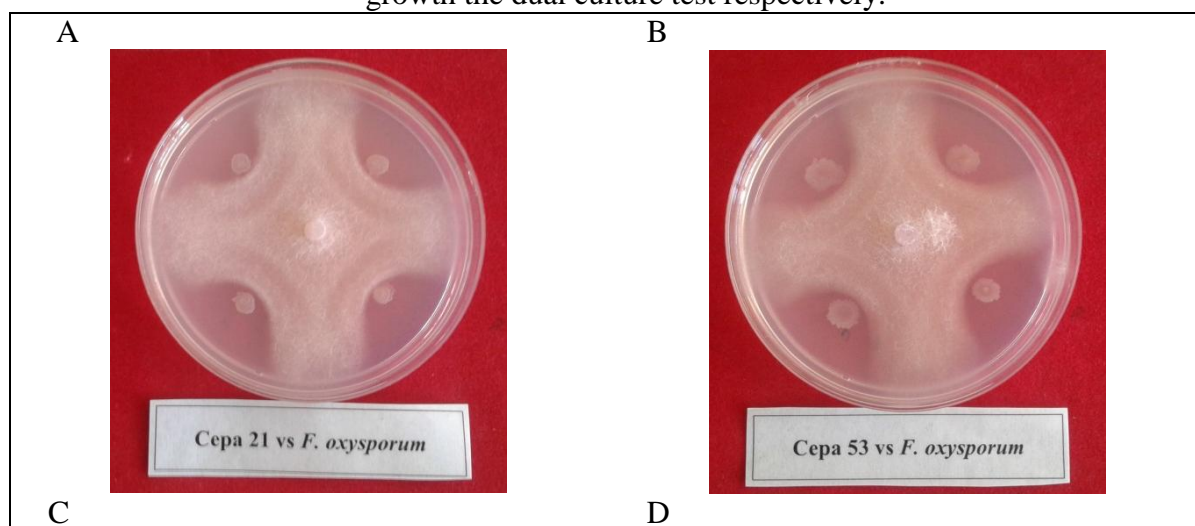 growth the dual culture test respectively.
A B
Cepa 21 vs F. oxysporum
Cepa 53 vs F. oxysporum
C D